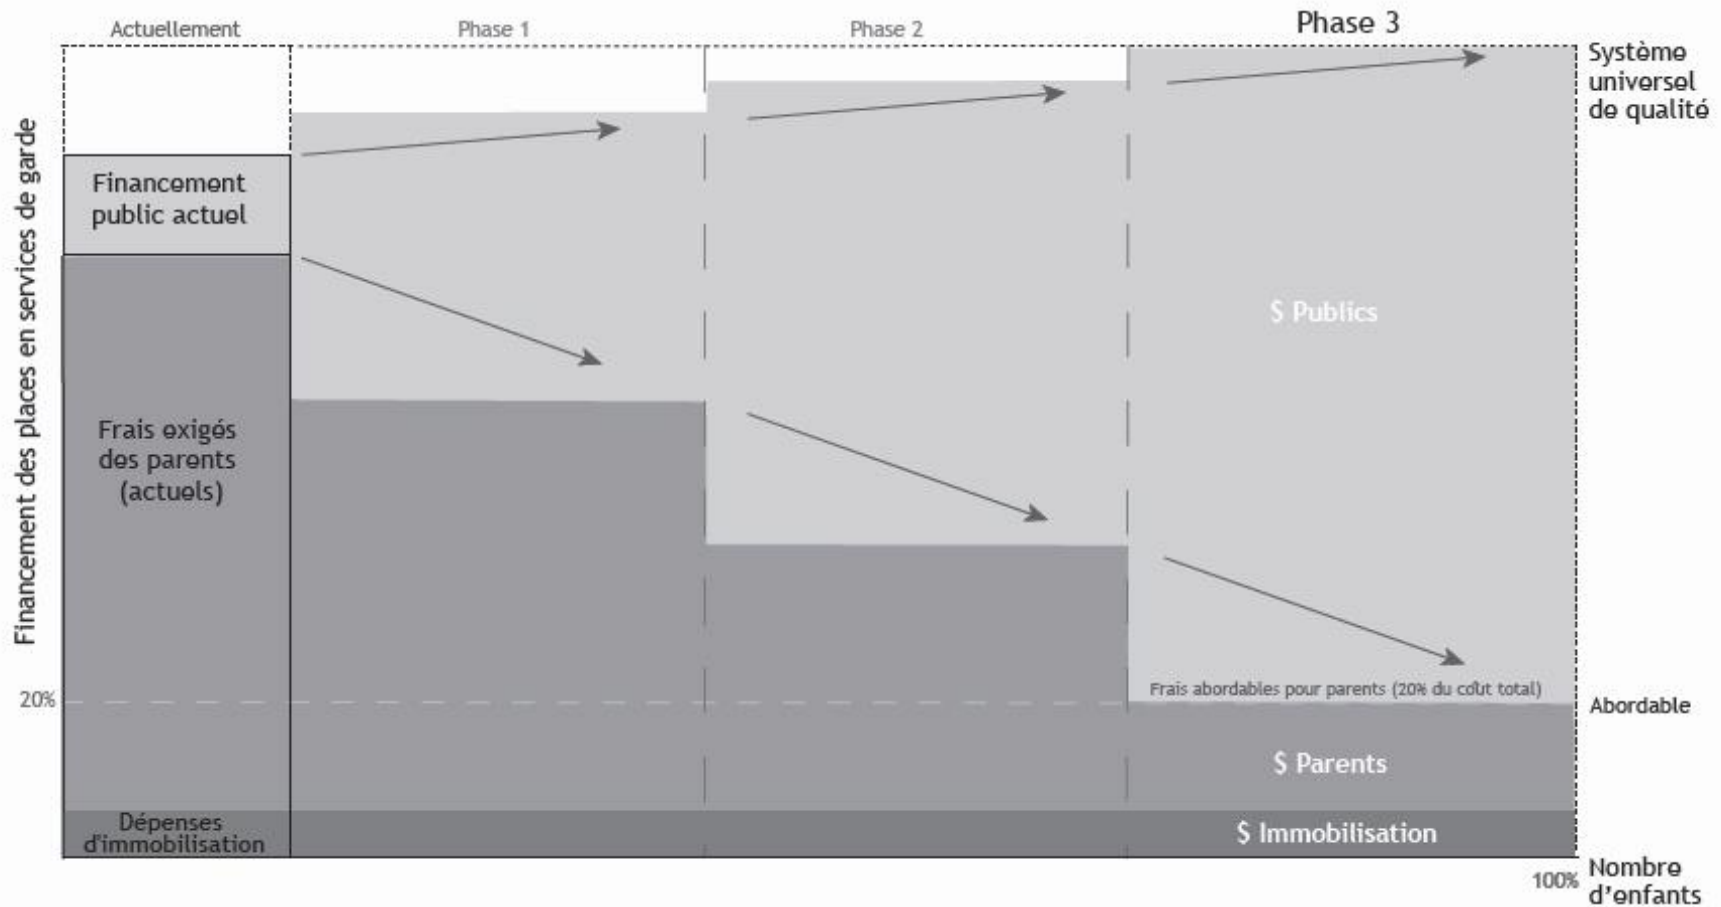 Actuellement
Phase 1
Phase 2
Phase 3
Système
universel
de qualité
Financement des places en services de garde
Financement
public actuel
$ Publics
Frais exigés
des parents
(actuels)
20%
Frais abordables pour parents (20% du coût total)
Abordable
$ Parents
Dépenses
d'immobilisation
$ Immobilisation
100%
Nombre
d'enfants